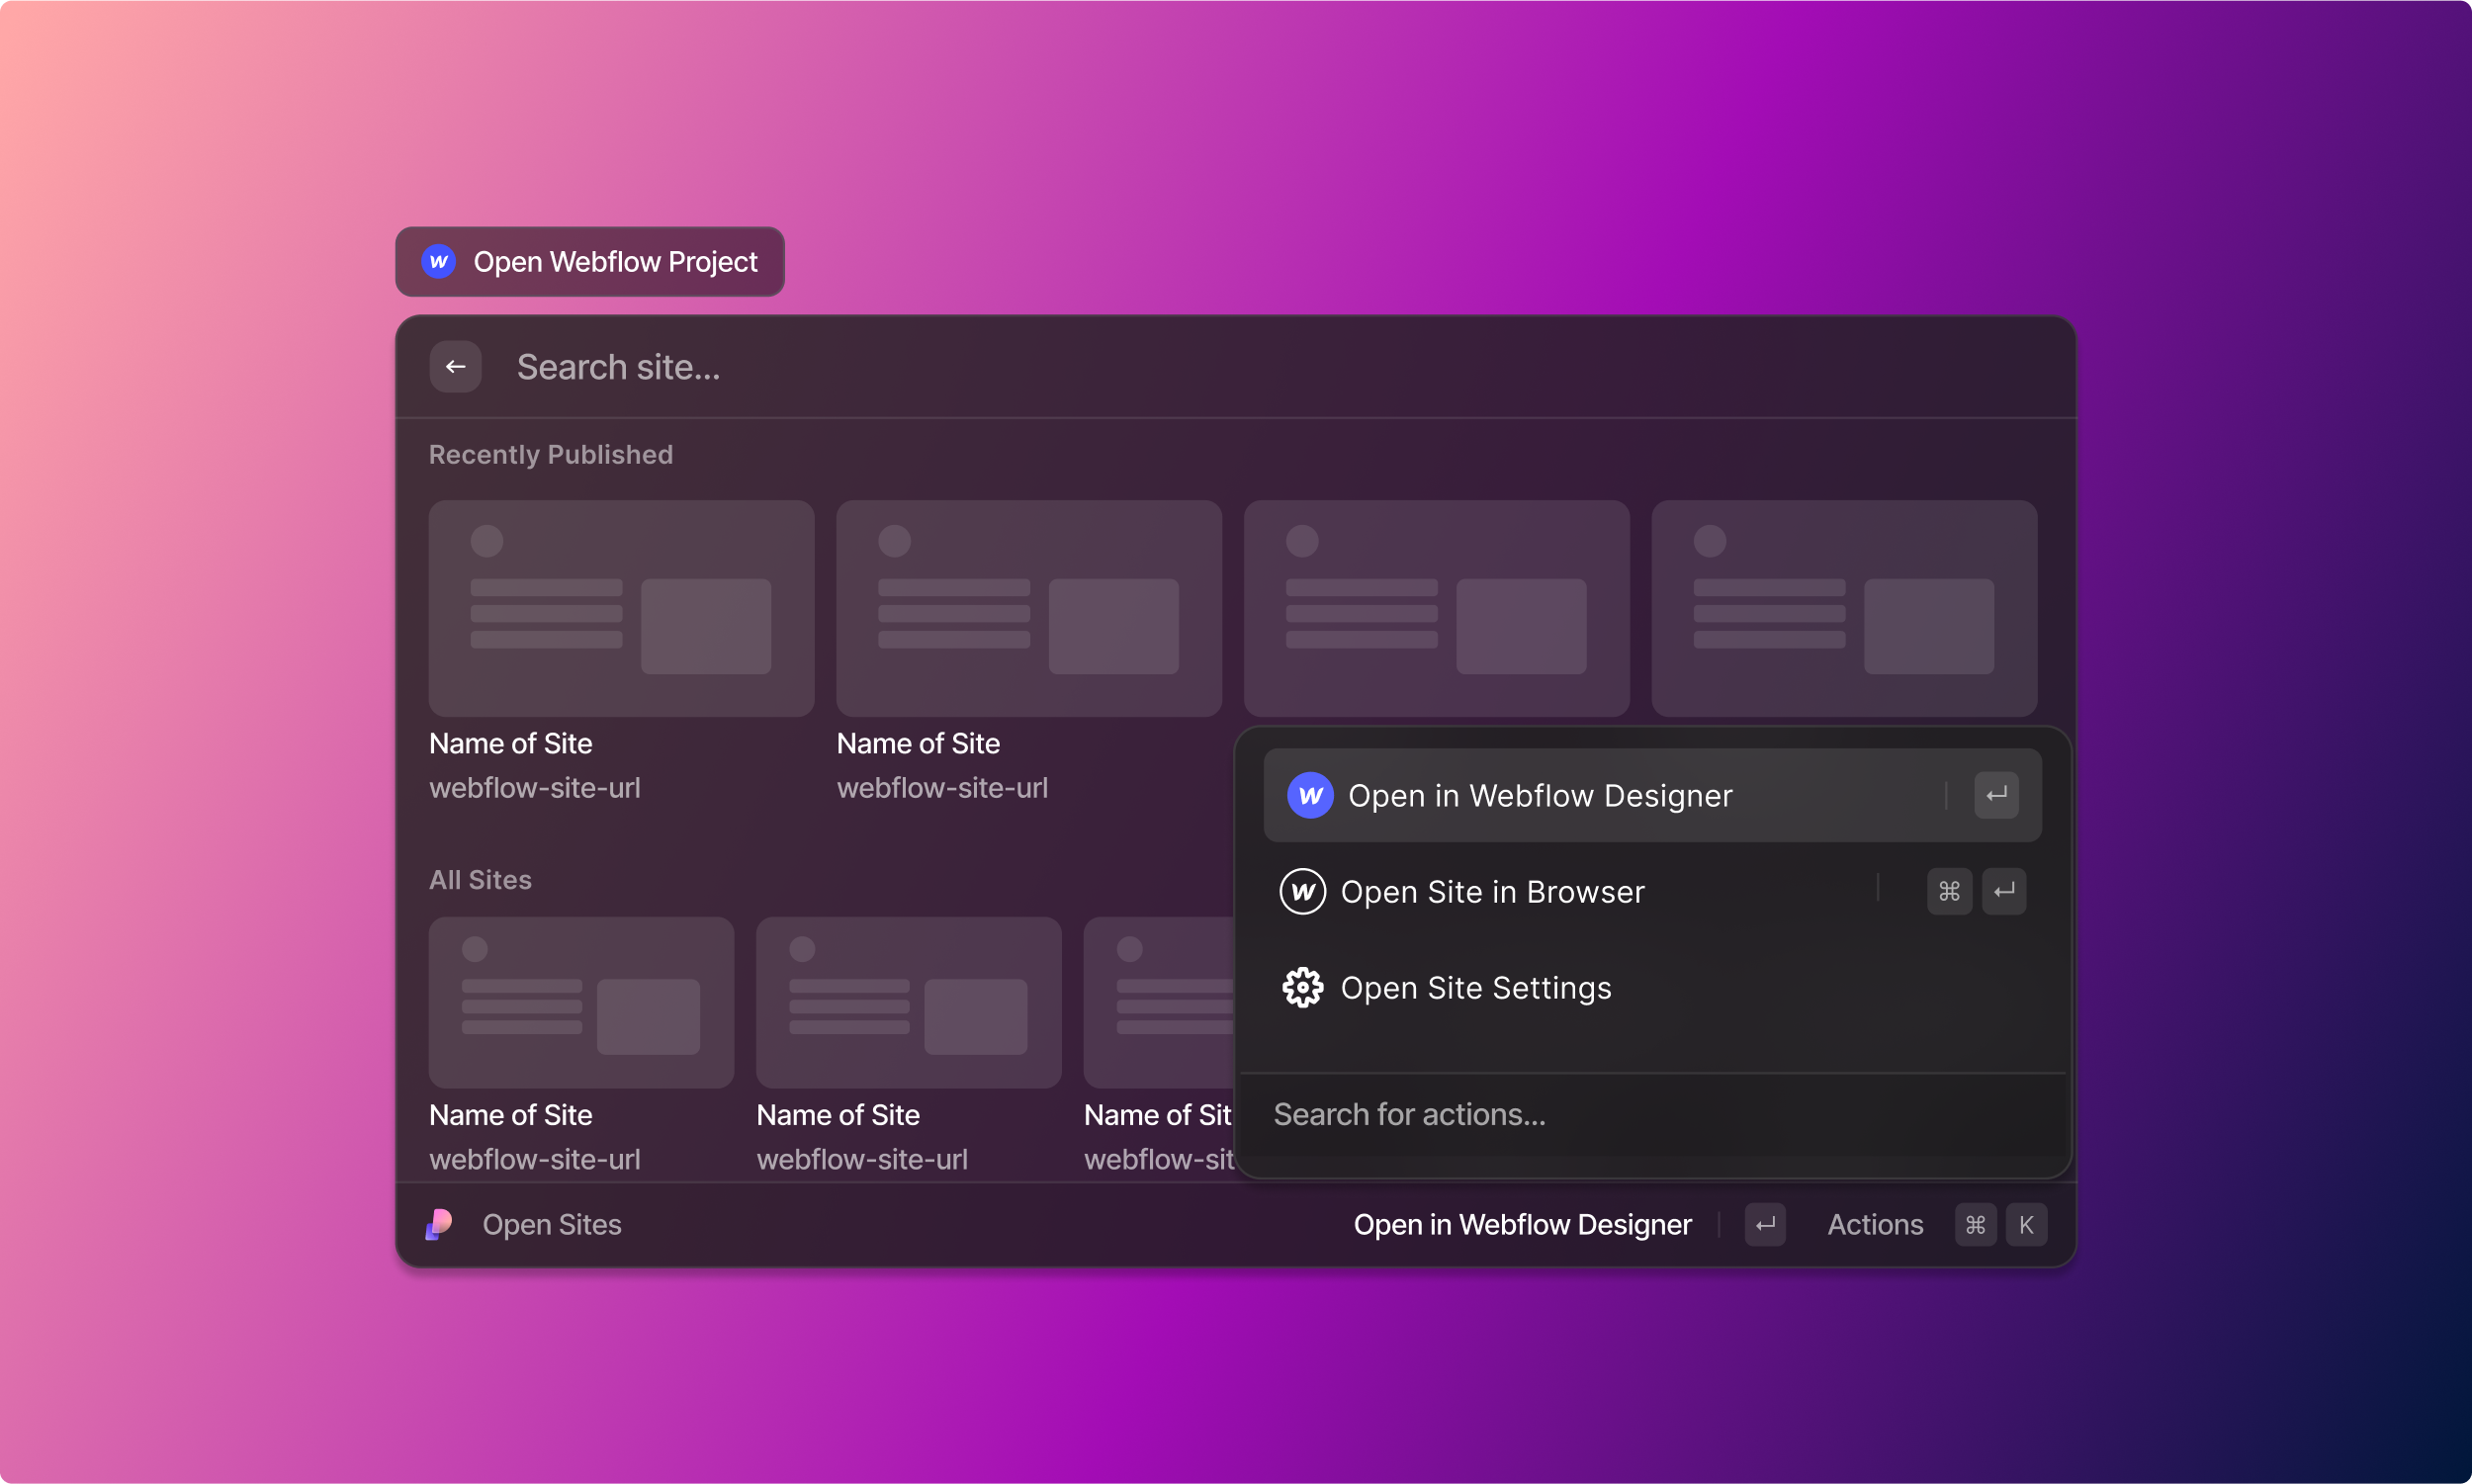 Open Webflow Project
Search site...
Recently Published
Name of Site
webflow-site-url
Name of Site
webflow-site-url
All Sites
Name of Site
webflow-site-url
Name of Site
webflow-site-url
Name of Sit
webflow-sit
Open in Webflow Designer
Open Site in Browser
⌘
Open Site Settings
Search for actions...
Open Sites
Open in Webflow Designer
Actions ⌘ K